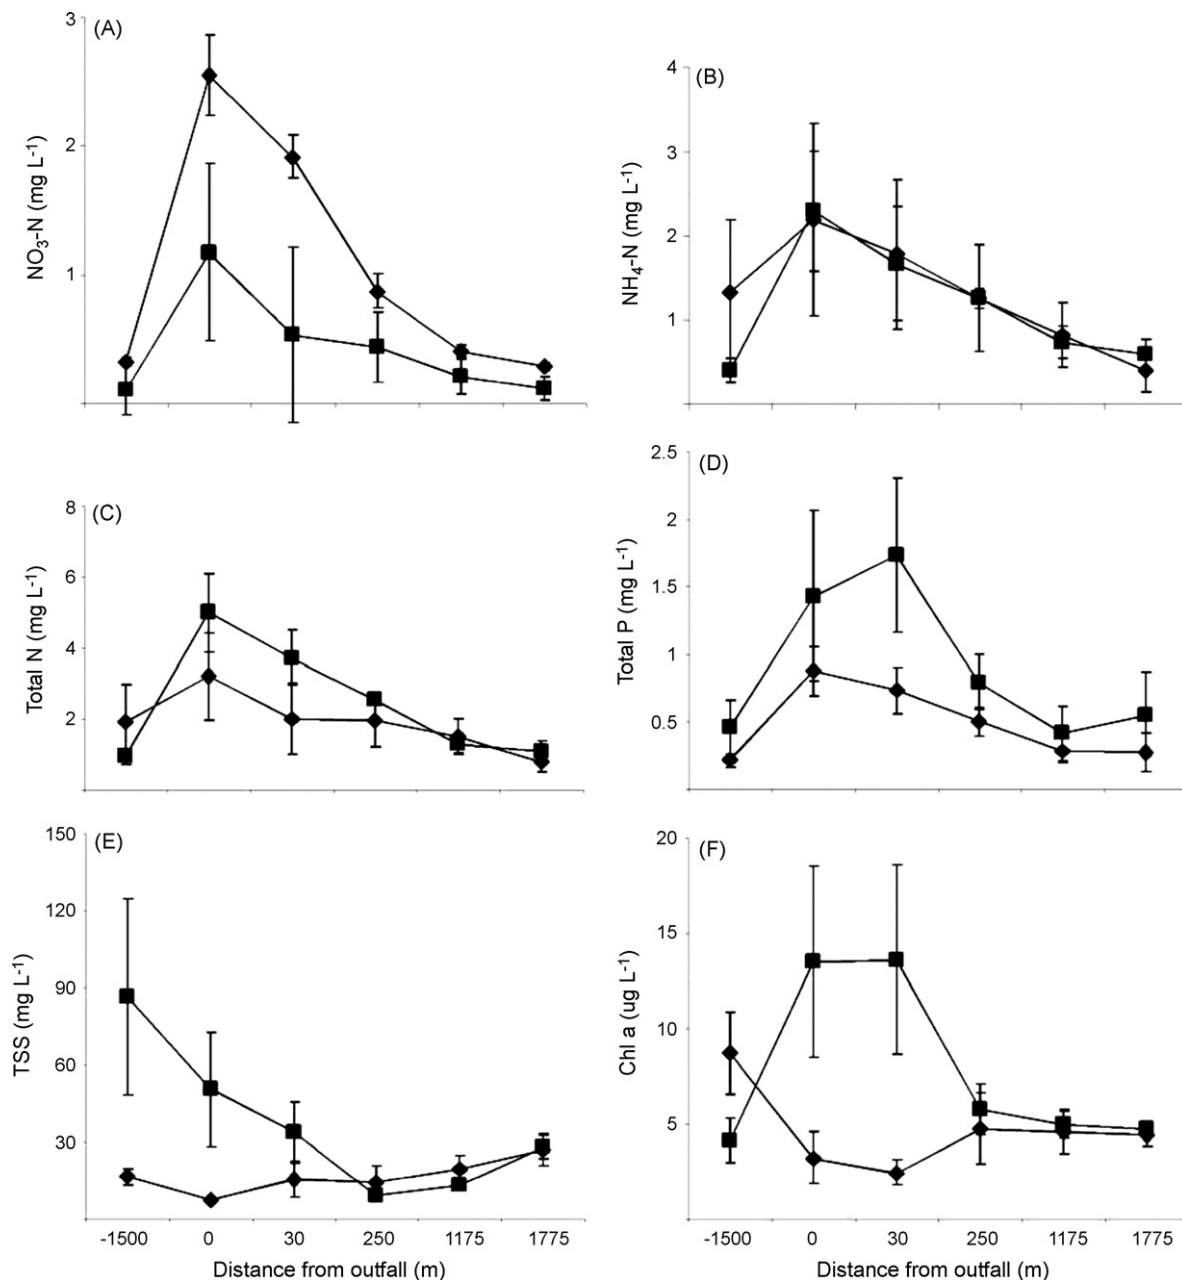 (A)
3
2
1
NO3-N (mg L-1)
(B)
4
3
2
1
NH4-N (mg L-1)
(C)
8
6
4
2
Total N (mg L-1)
(D)
2.5
2
1.5
1
0.5
Total P (mg L-1)
(E)
150
120
90
60
30
TSS (mg L-1)
-1500 0 30 250 1175 1775
Distance from outfall (m)
(F)
20
15
10
5
Chl a (ug L-1)
-1500 0 30 250 1175 1775
Distance from outfall (m)